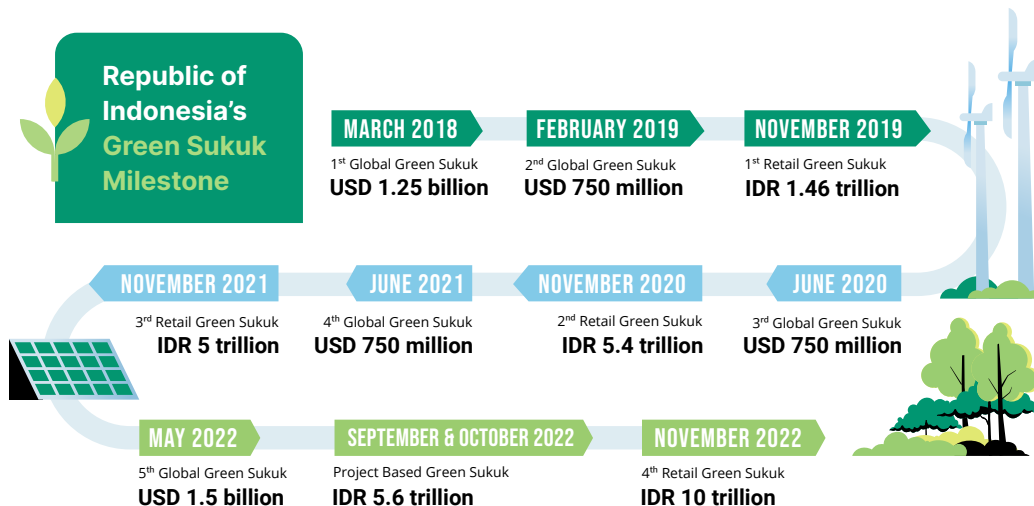 Republic of
Indonesia's
Green Sukuk
Milestone
MARCH 2018
1st Global Green Sukuk
USD 1.25 billion
FEBRUARY 2019
2nd Global Green Sukuk
USD 750 million
NOVEMBER 2019
1st Retail Green Sukuk
IDR 1.46 trillion
JUNE 2020
3rd Global Green Sukuk
USD 750 million
NOVEMBER 2020
2nd Retail Green Sukuk
IDR 5.4 trillion
JUNE 2021
4th Global Green Sukuk
USD 750 million
NOVEMBER 2021
3rd Retail Green Sukuk
IDR 5 trillion
MAY 2022
5th Global Green Sukuk
USD 1.5 billion
SEPTEMBER & OCTOBER 2022
Project Based Green Sukuk
IDR 5.6 trillion
NOVEMBER 2022
4th Retail Green Sukuk
IDR 10 trillion